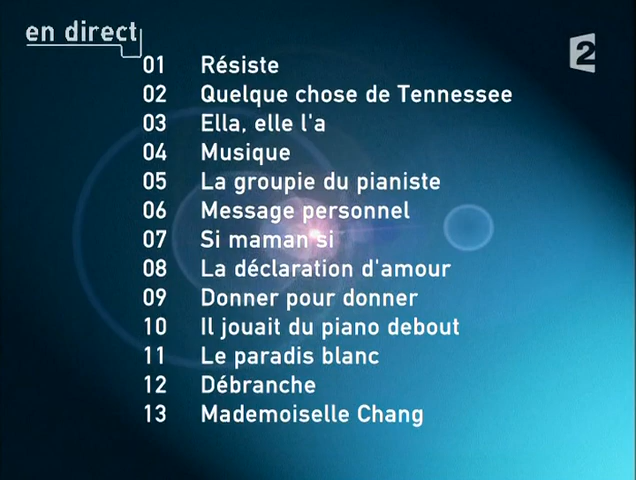 en direct
2
01 Résiste
02 Quelque chose de Tennessee
03 Ella, elle l'a
04 Musique
05 La groupie du pianiste
06 Message personnel
07 Si maman si
08 La déclaration d'amour
09 Donner pour donner
10 Il jouait du piano debout
11 Le paradis blanc
12 Débranche
13 Mademoiselle Chang